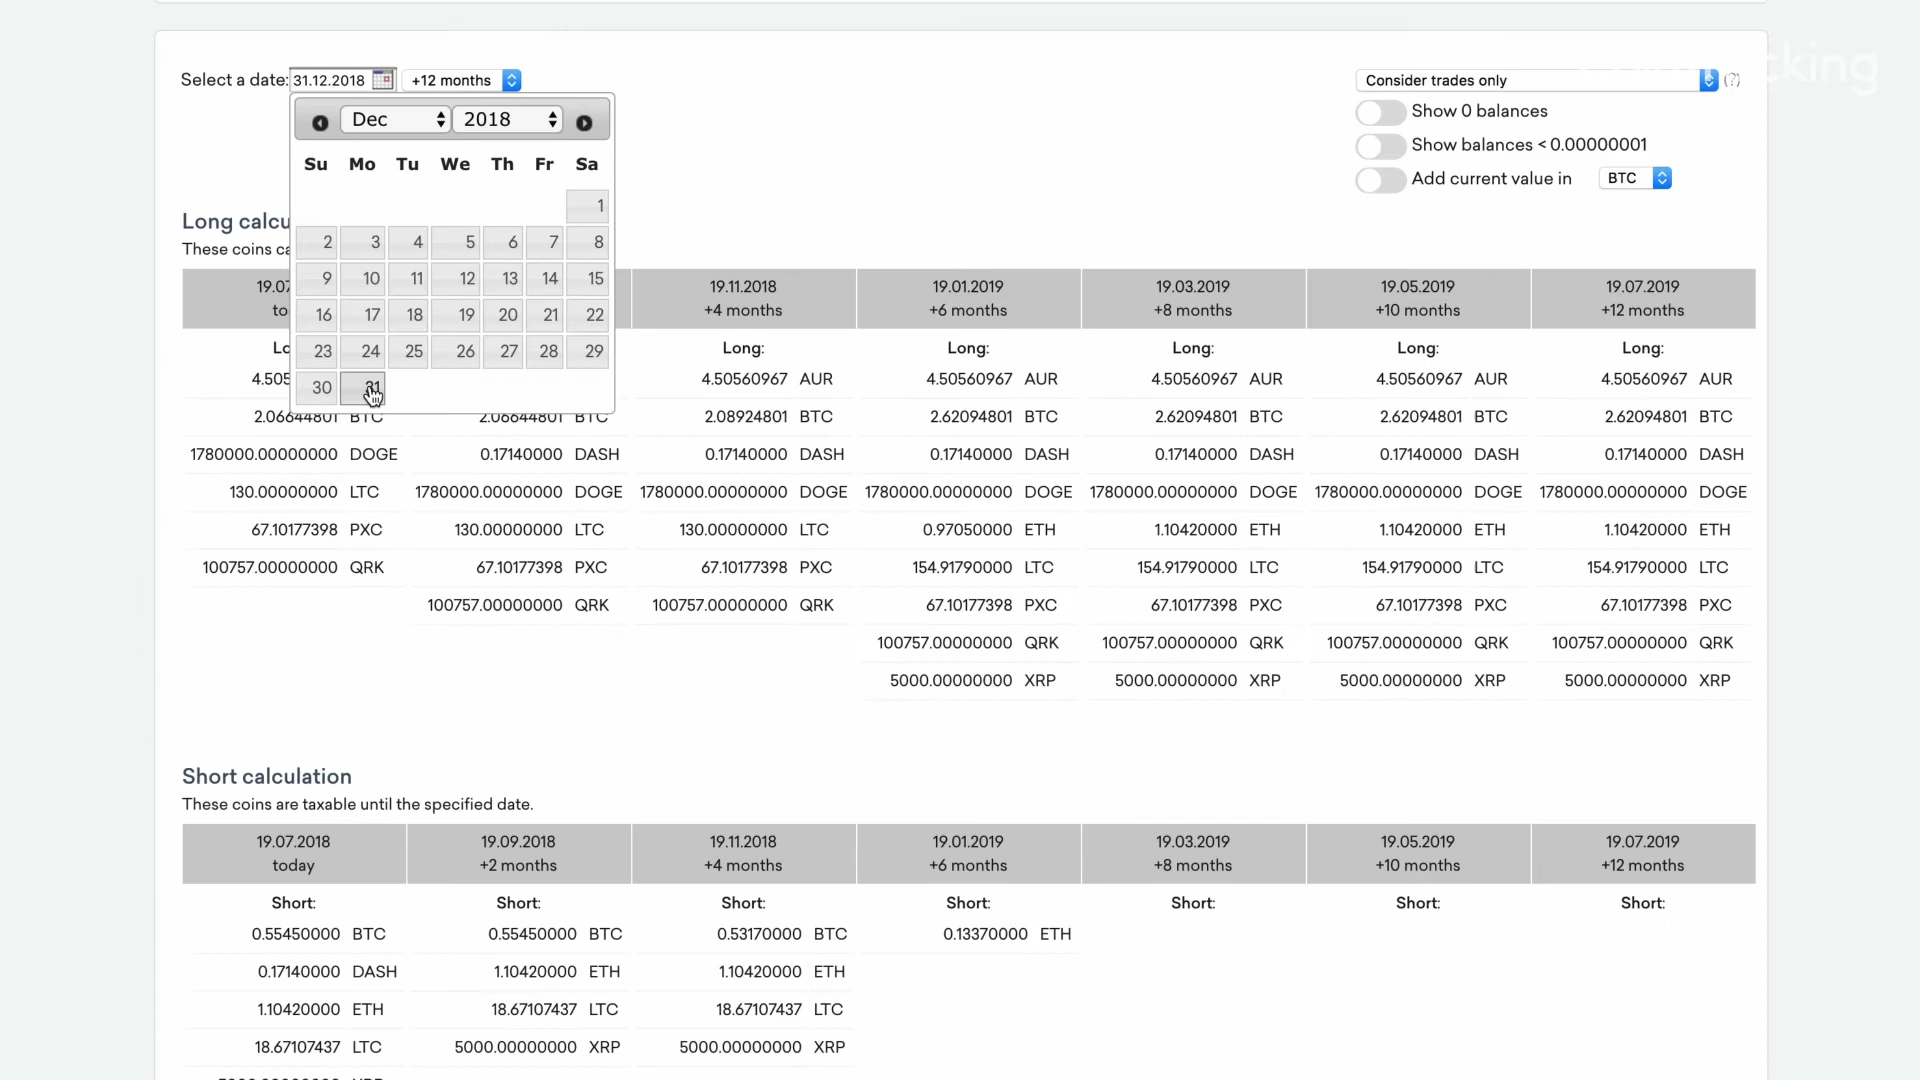 Select a date: 31.12.2018 +12 months Consider trades only (?) cking
Show 0 balances
Show balances < 0.00000001
Add current value in BTC
Dec 2018
Su Mo Tu We Th Fr Sa
1
2 3 4 5 6 7 8
9 10 11 12 13 14 15
16 17 18 19 20 21 22
23 24 25 26 27 28 29
30 31
Long calcu
These coins ca
19.07 19.11.2018 19.01.2019 19.03.2019 19.05.2019 19.07.2019
to +4 months +6 months +8 months +10 months +12 months
Lo Long: Long: Long: Long: Long:
4.505 4.50560967 AUR 4.50560967 AUR 4.50560967 AUR 4.50560967 AUR 4.50560967 AUR
2.06644801 BTC 2.06644801 BTC 2.08924801 BTC 2.62094801 BTC 2.62094801 BTC 2.62094801 BTC 2.62094801 BTC
1780000.00000000 DOGE 0.17140000 DASH 0.17140000 DASH 0.17140000 DASH 0.17140000 DASH 0.17140000 DASH 0.17140000 DASH
130.00000000 LTC 1780000.00000000 DOGE 1780000.00000000 DOGE 1780000.00000000 DOGE 1780000.00000000 DOGE 1780000.00000000 DOGE 1780000.00000000 DOGE
67.10177398 PXC 130.00000000 LTC 130.00000000 LTC 0.97050000 ETH 1.10420000 ETH 1.10420000 ETH 1.10420000 ETH
100757.00000000 QRK 67.10177398 PXC 67.10177398 PXC 154.91790000 LTC 154.91790000 LTC 154.91790000 LTC 154.91790000 LTC
100757.00000000 QRK 100757.00000000 QRK 67.10177398 PXC 67.10177398 PXC 67.10177398 PXC 67.10177398 PXC
100757.00000000 QRK 100757.00000000 QRK 100757.00000000 QRK 100757.00000000 QRK
5000.00000000 XRP 5000.00000000 XRP 5000.00000000 XRP 5000.00000000 XRP
Short calculation
These coins are taxable until the specified date.
19.07.2018 19.09.2018 19.11.2018 19.01.2019 19.03.2019 19.05.2019 19.07.2019
today +2 months +4 months +6 months +8 months +10 months +12 months
Short: Short: Short: Short: Short: Short: Short:
0.55450000 BTC 0.55450000 BTC 0.53170000 BTC 0.13370000 ETH
0.17140000 DASH 1.10420000 ETH 1.10420000 ETH
1.10420000 ETH 18.67107437 LTC 18.67107437 LTC
18.67107437 LTC 5000.00000000 XRP 5000.00000000 XRP